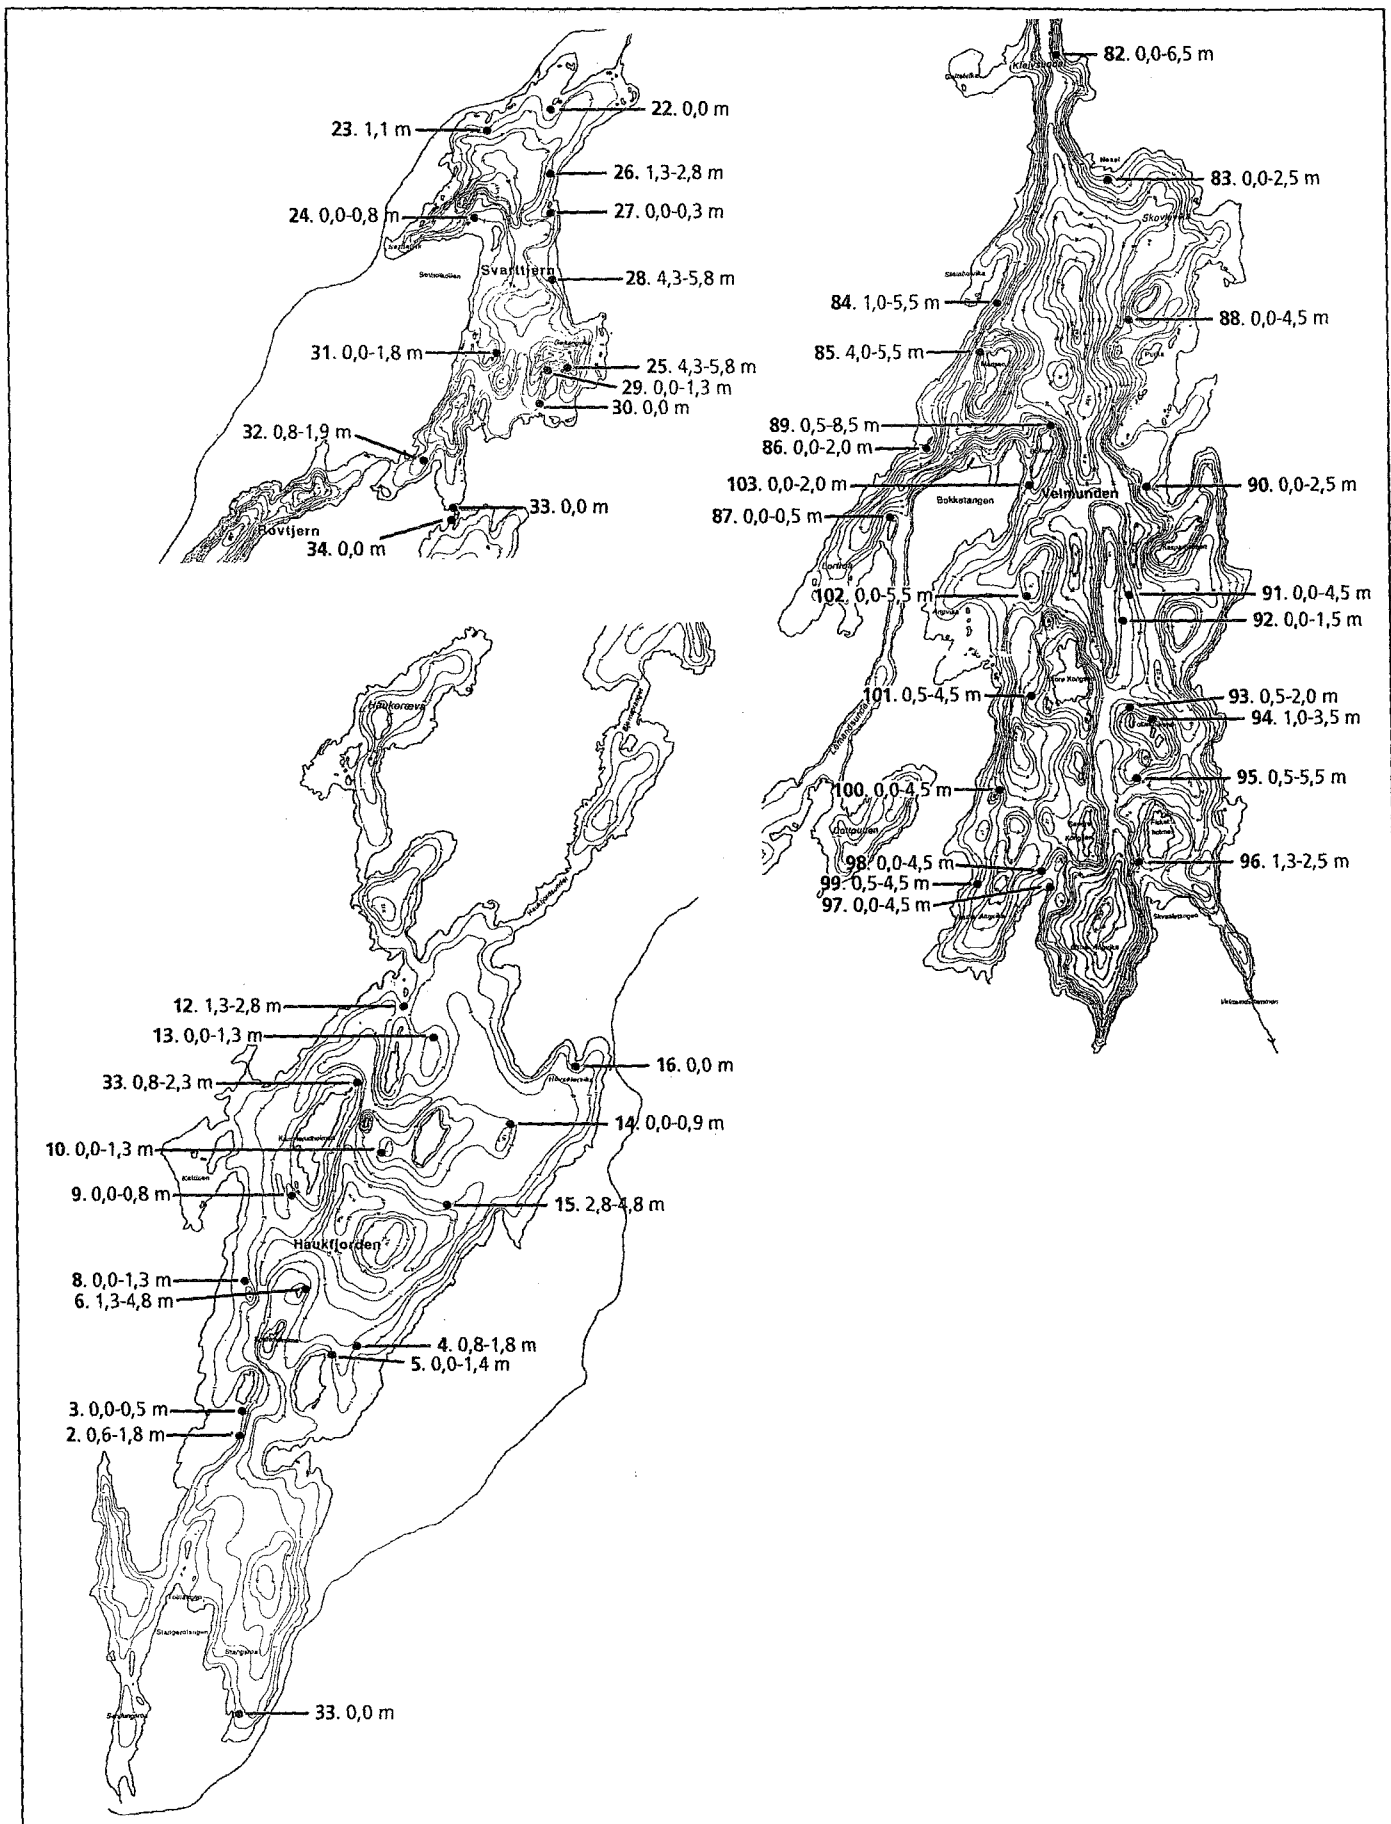 22. 0,0 m
23. 1,1 m
26. 1,3-2,8 m
24. 0,0-0,8 m
27. 0,0-0,3 m
Svarttjern
28. 4,3-5,8 m
31. 0,0-1,8 m
25. 4,3-5,8 m
29. 0,0-1,3 m
30. 0,0 m
32. 0,8-1,9 m
33. 0,0 m
Rovtjern
34. 0,0 m
82. 0,0-6,5 m
83. 0,0-2,5 m
84. 1,0-5,5 m
88. 0,0-4,5 m
85. 4,0-5,5 m
89. 0,5-8,5 m
86. 0,0-2,0 m
103. 0,0-2,0 m
Bokketangen
Velmunden
90. 0,0-2,5 m
87. 0,0-0,5 m
102. 0,0-5,5 m
91. 0,0-4,5 m
92. 0,0-1,5 m
101. 0,5-4,5 m
93. 0,5-2,0 m
94. 1,0-3,5 m
95. 0,5-5,5 m
100. 0,0-4,5 m
98. 0,0-4,5 m
96. 1,3-2,5 m
99. 0,5-4,5 m
97. 0,0-4,5 m
12. 1,3-2,8 m
13. 0,0-1,3 m
16. 0,0 m
33. 0,8-2,3 m
14. 0,0-0,9 m
10. 0,0-1,3 m
9. 0,0-0,8 m
15. 2,8-4,8 m
Haukfjorden
8. 0,0-1,3 m
6. 1,3-4,8 m
4. 0,8-1,8 m
5. 0,0-1,4 m
3. 0,0-0,5 m
2. 0,6-1,8 m
Stangerotangen
33. 0,0 m